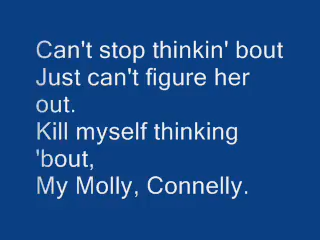 Can't stop thinkin' bout
Just can't figure her
out.
Kill myself thinking
'bout,
My Molly, Connelly.